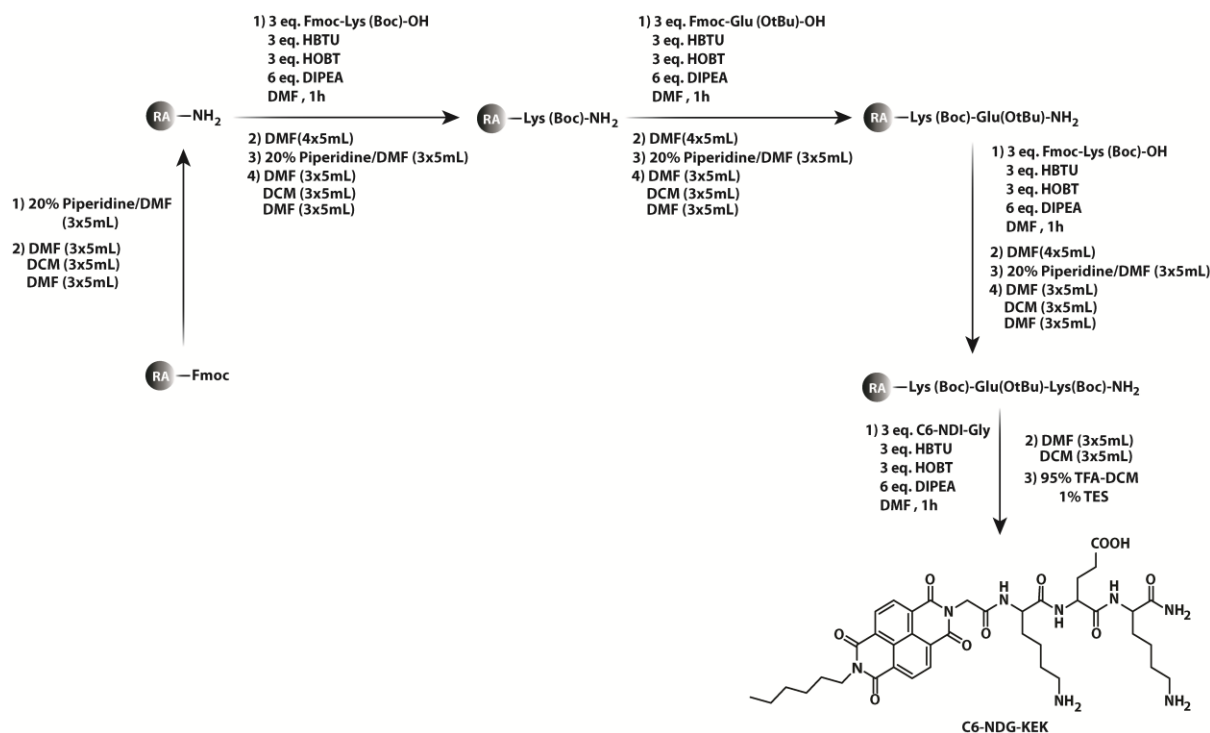 1) 3 eq. Fmoc-Lys (Boc)-OH
3 eq. HBTU
3 eq. HOBT
6 eq. DIPEA
DMF , 1h
1) 3 eq. Fmoc-Glu (OtBu)-OH
3 eq. HBTU
3 eq. HOBT
6 eq. DIPEA
DMF , 1h
RA -NH2
RA -Lys (Boc)-NH2
RA -Lys (Boc)-Glu(OtBu)-NH2
2) DMF(4x5mL)
3) 20% Piperidine/DMF (3x5mL)
4) DMF (3x5mL)
DCM (3x5mL)
DMF (3x5mL)
2) DMF(4x5mL)
3) 20% Piperidine/DMF (3x5mL)
4) DMF (3x5mL)
DCM (3x5mL)
DMF (3x5mL)
1) 3 eq. Fmoc-Lys (Boc)-OH
3 eq. HBTU
3 eq. HOBT
6 eq. DIPEA
DMF , 1h
2) DMF(4x5mL)
3) 20% Piperidine/DMF (3x5mL)
4) DMF (3x5mL)
DCM (3x5mL)
DMF (3x5mL)
1) 20% Piperidine/DMF
(3x5mL)
2) DMF (3x5mL)
DCM (3x5mL)
DMF (3x5mL)
RA -Fmoc
RA -Lys (Boc)-Glu(OtBu)-Lys(Boc)-NH2
1) 3 eq. C6-NDI-Gly
3 eq. HBTU
3 eq. HOBT
6 eq. DIPEA
DMF , 1h
2) DMF (3x5mL)
DCM (3x5mL)
3) 95% TFA-DCM
1% TES
COOH
O H O H O
N N NH2
O N O N O
H
O O
N O
O
NH2 NH2
C6-NDG-KEK